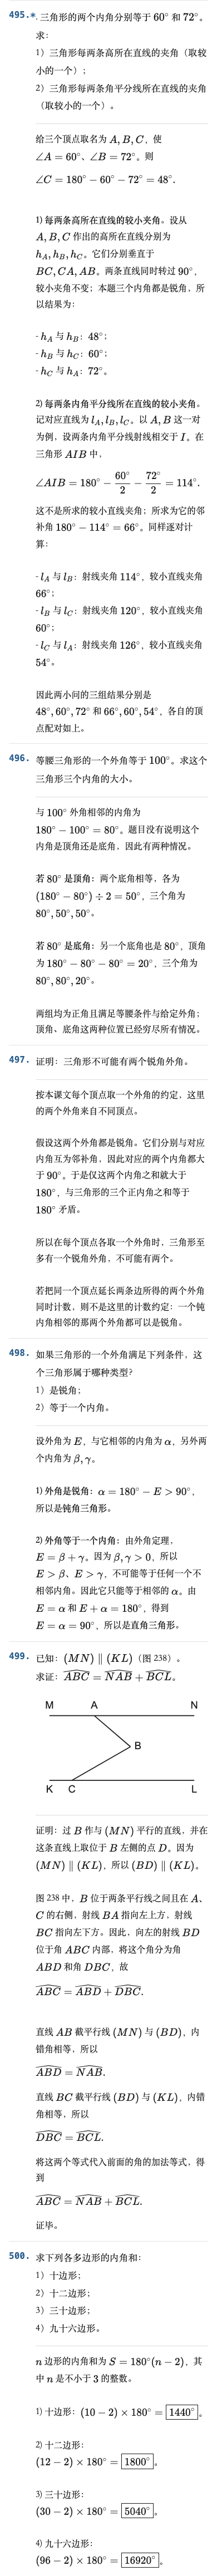 495.* 三角形的两个内角分别等于 60° 和 72°。
求：
1）三角形每两条高所在直线的夹角（取较
小的一个）；
2）三角形每两条角平分线所在直线的夹角
（取较小的一个）。
给三个顶点取名为 A, B, C，使
∠A = 60°、∠B = 72°。则
∠C = 180° − 60° − 72° = 48°.
1) 每两条高所在直线的较小夹角。设从
A, B, C 作出的高所在直线分别为
h_A, h_B, h_C。它们分别垂直于
BC, CA, AB。两条直线同时转过 90°，
较小夹角不变；本题三个内角都是锐角，所
以结果为：
- h_A 与 h_B：48°；
- h_B 与 h_C：60°；
- h_C 与 h_A：72°。
2) 每两条内角平分线所在直线的较小夹角。
记对应直线为 l_A, l_B, l_C。以 A, B 这一对
为例，设两条内角平分线射线相交于 I。在
三角形 AIB 中，
∠AIB = 180° − 60°/2 − 72°/2 = 114°.
这不是所求的较小直线夹角；所求为它的邻
补角 180° − 114° = 66°。同样逐对计
算：
- l_A 与 l_B：射线夹角 114°，较小直线夹角
66°；
- l_B 与 l_C：射线夹角 120°，较小直线夹角
60°；
- l_C 与 l_A：射线夹角 126°，较小直线夹角
54°。
因此两小问的三组结果分别是
48°, 60°, 72° 和 66°, 60°, 54°，各自的顶
点配对如上。
496. 等腰三角形的一个外角等于 100°。求这个
三角形三个内角的大小。
与 100° 外角相邻的内角为
180° − 100° = 80°。题目没有说明这个
内角是顶角还是底角，因此有两种情况。
若 80° 是顶角：两个底角相等，各为
(180° − 80°) ÷ 2 = 50°，三个角为
80°, 50°, 50°。
若 80° 是底角：另一个底角也是 80°，顶角
为 180° − 80° − 80° = 20°，三个角为
80°, 80°, 20°。
两组均为正角且满足等腰条件与给定外角；
顶角、底角这两种位置已经穷尽所有情况。
497. 证明：三角形不可能有两个锐角外角。
按本课文每个顶点取一个外角的约定，这里
的两个外角来自不同顶点。
假设这两个外角都是锐角。它们分别与对应
内角互为邻补角，因此对应的两个内角都大
于 90°。于是仅这两个内角之和就大于
180°，与三角形的三个正内角之和等于
180° 矛盾。
所以在每个顶点各取一个外角时，三角形至
多有一个锐角外角，不可能有两个。
若把同一个顶点延长两条边所得的两个外角
同时计数，则不是这里的计数约定：一个钝
内角相邻的那两个外角都可以是锐角。
498. 如果三角形的一个外角满足下列条件，这
个三角形属于哪种类型？
1）是锐角；
2）等于一个内角。
设外角为 E，与它相邻的内角为 α，另外两
个内角为 β, γ。
1) 外角是锐角：α = 180° − E > 90°，
所以是钝角三角形。
2) 外角等于一个内角：由外角定理，
E = β + γ。因为 β, γ > 0，所以
E > β、E > γ，不可能等于任何一个不
相邻内角。因此它只能等于相邻的 α。由
E = α 和 E + α = 180°，得到
E = α = 90°，所以是直角三角形。
499. 已知：(MN) ∥ (KL)（图 238）。
求证：ABC = NAB + BCL。
M A N
B
K C L
证明：过 B 作与 (MN) 平行的直线，并在
这条直线上取位于 B 左侧的点 D。因为
(MN) ∥ (KL)，所以 (BD) ∥ (KL)。
图 238 中，B 位于两条平行线之间且在 A、
C 的右侧，射线 BA 指向左上方，射线
BC 指向左下方。因此，向左的射线 BD
位于角 ABC 内部，将这个角分为角
ABD 和角 DBC，故
ABC = ABD + DBC.
直线 AB 截平行线 (MN) 与 (BD)，内
错角相等，所以
ABD = NAB.
直线 BC 截平行线 (BD) 与 (KL)，内错
角相等，所以
DBC = BCL.
将这两个等式代入前面的角的加法等式，得
到
ABC = NAB + BCL.
证毕。
500. 求下列各多边形的内角和：
1）十边形；
2）十二边形；
3）三十边形；
4）九十六边形。
n 边形的内角和为 S = 180°(n − 2)，其
中 n 是不小于 3 的整数。
1) 十边形：(10 − 2) × 180° = 1440°。
2) 十二边形：
(12 − 2) × 180° = 1800°。
3) 三十边形：
(30 − 2) × 180° = 5040°。
4) 九十六边形：
(96 − 2) × 180° = 16920°。